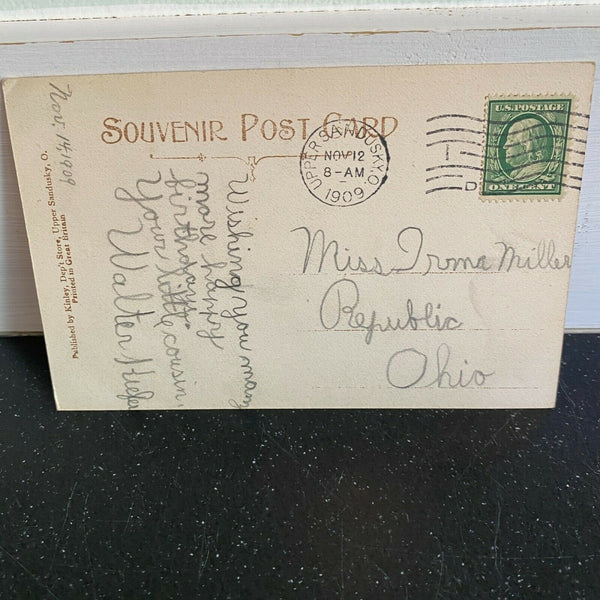 SOUVENIR POST CARD
UPPER SANDUSKY, O.
NOV 12
8-AM
1909
U.S. POSTAGE
ONE CENT
Miss Irma Miller
Republic
Ohio
Nov. 14 1909
Wishing you many
more happy
birthdays.
Your little cousin,
Walter
Published by Kinley, Dep't Store, Upper Sandusky, O.
Printed in Great Britain